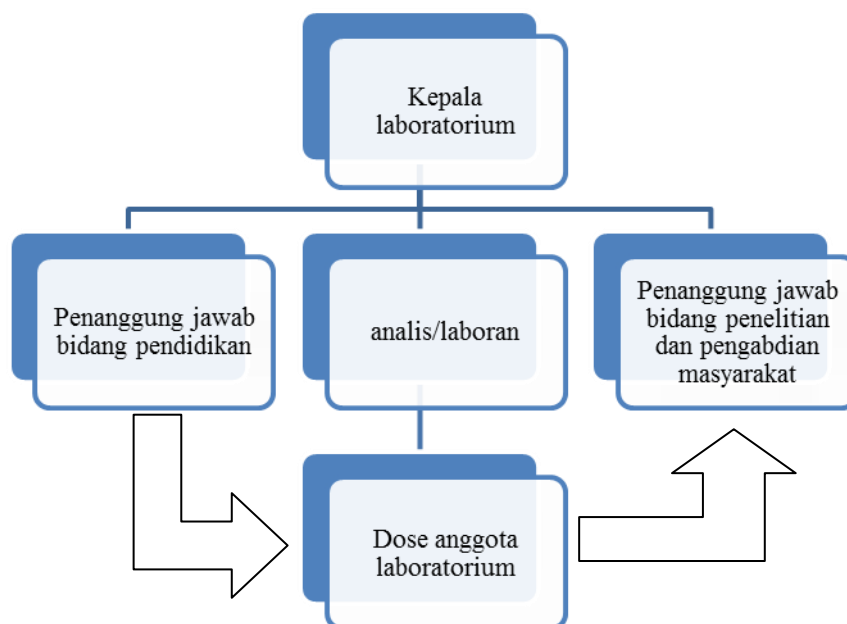 Kepala
laboratorium
Penanggung jawab
bidang pendidikan
analis/laboran
Penanggung jawab
bidang penelitian
dan pengabdian
masyarakat
Dose anggota
laboratorium